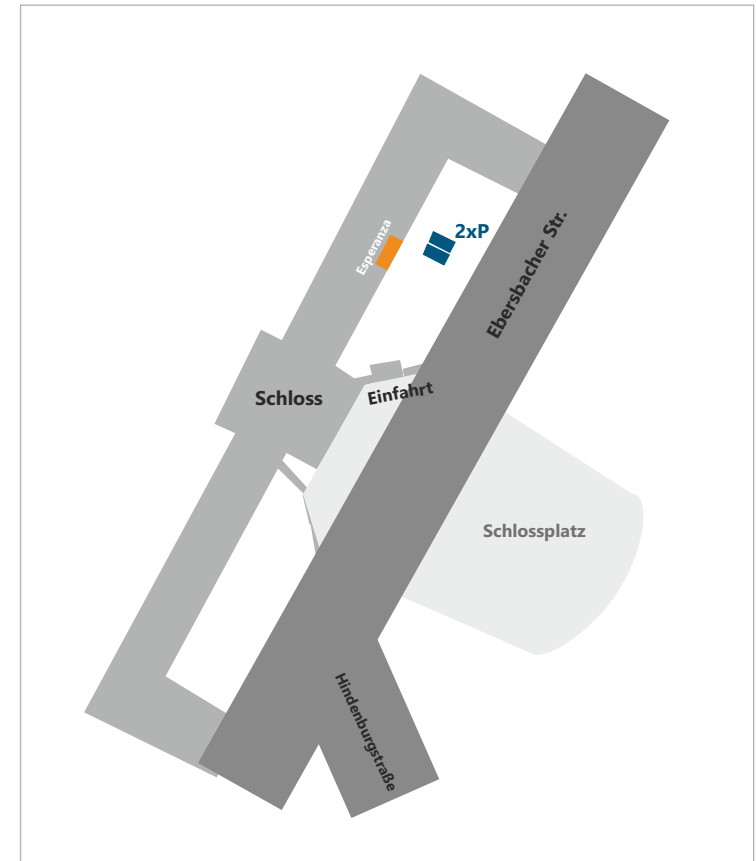 2xP
Esperanza
Ebersbacher Str.
Einfahrt
Schloss
Schlossplatz
Hindenburgstraße